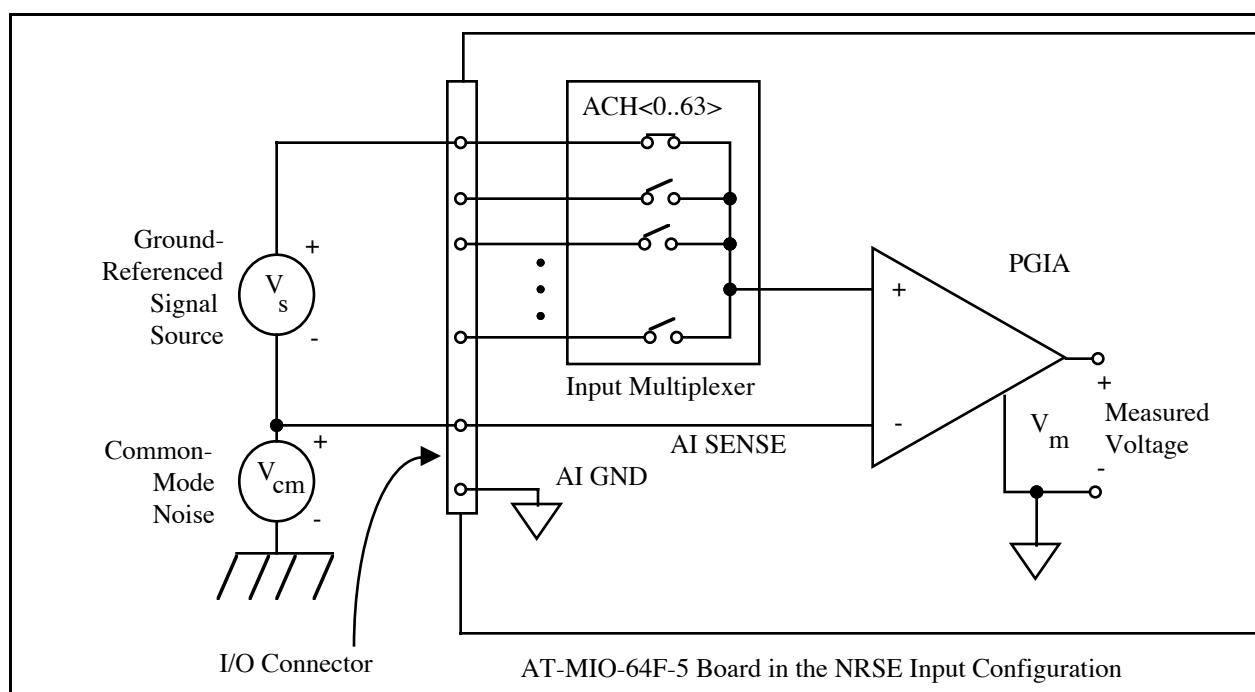 ACH<0..63>
Ground-
Referenced
Signal
Source
+
V
s
-
+
PGIA
Input Multiplexer
-
AI SENSE
+
Measured
Voltage
V
m
-
Common-
Mode
Noise
+
V
cm
-
AI GND
I/O Connector
AT-MIO-64F-5 Board in the NRSE Input Configuration